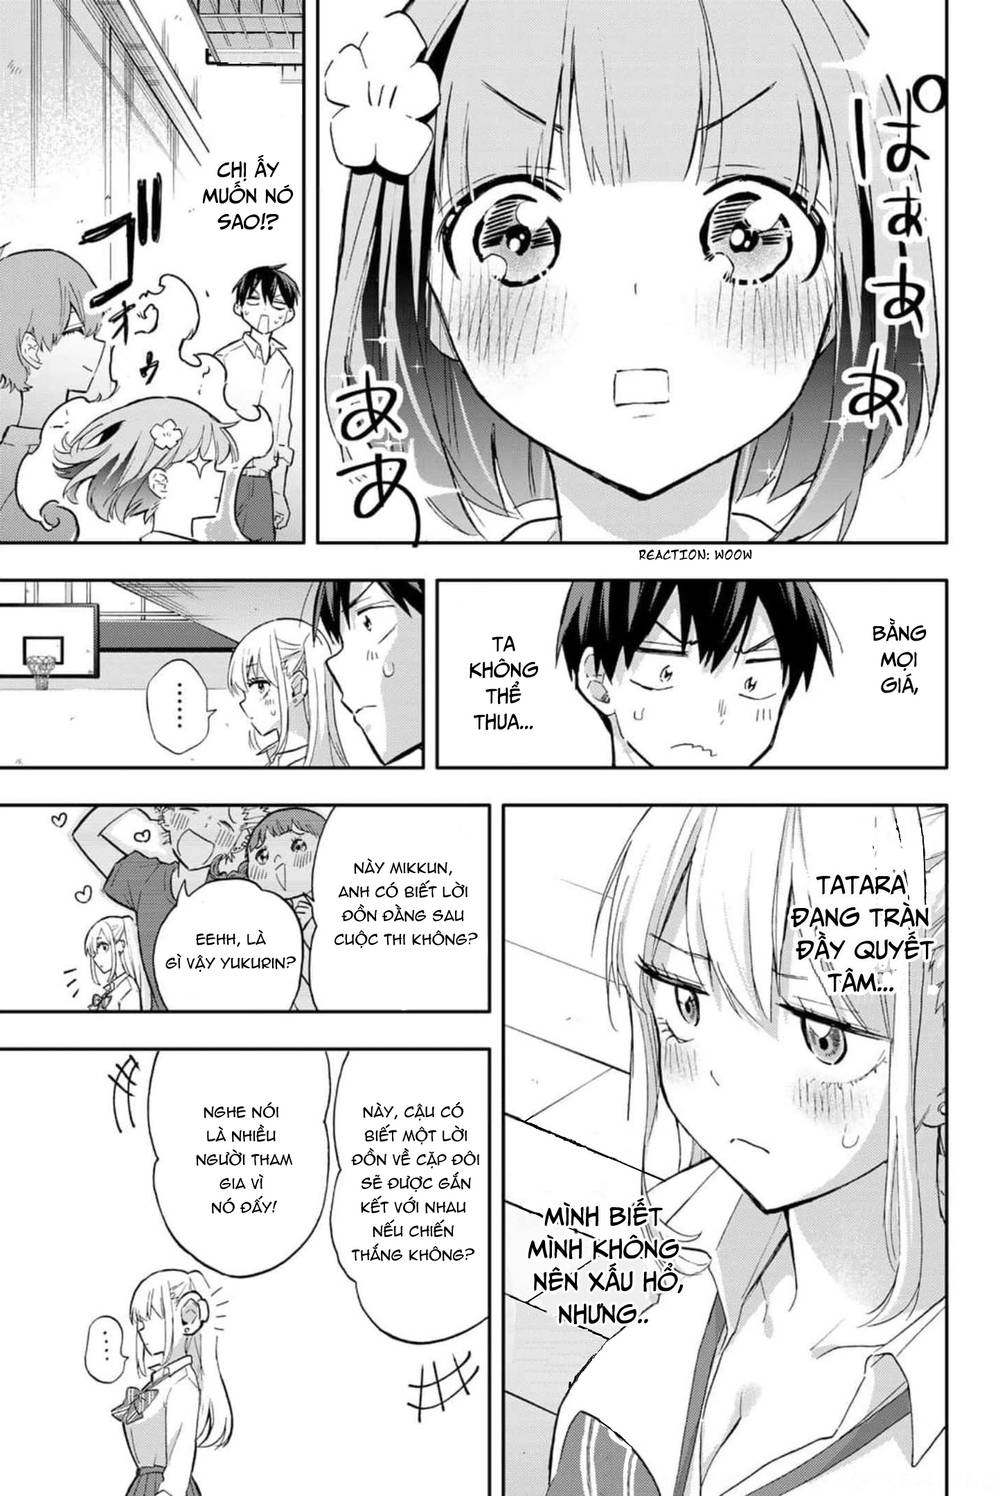 ぱぁーぁぁ
ああ
REACTION: WOOW
CHỊ ẤY
MUỐN NÓ
SAO!?
ゴォゥ
BẰNG
MỌI
GIÁ,
TA
KHÔNG
THỂ
THUA...
....
TATARA
ĐANG TRÀN
ĐẦY QUYẾT
TÂM...
MÌNH BIẾT
MÌNH KHÔNG
NÊN XẤU HỔ,
NHƯNG..
NÀY MIKKUN,
ANH CÓ BIẾT LỜI
ĐỒN ĐẰNG SAU
CUỘC THI KHÔNG?
EEHH, LÀ
GÌ VẬY YUKURIN?
NÀY, CẬU CÓ
BIẾT MỘT LỜI
ĐỒN VỀ CẶP ĐÔI
SẼ ĐƯỢC GẮN
KẾT VỚI NHAU
NẾU CHIẾN
THẮNG KHÔNG?
NGHE NÓI
LÀ NHIỀU
NGƯỜI THAM
GIA VÌ
NÓ ĐẤY!
....